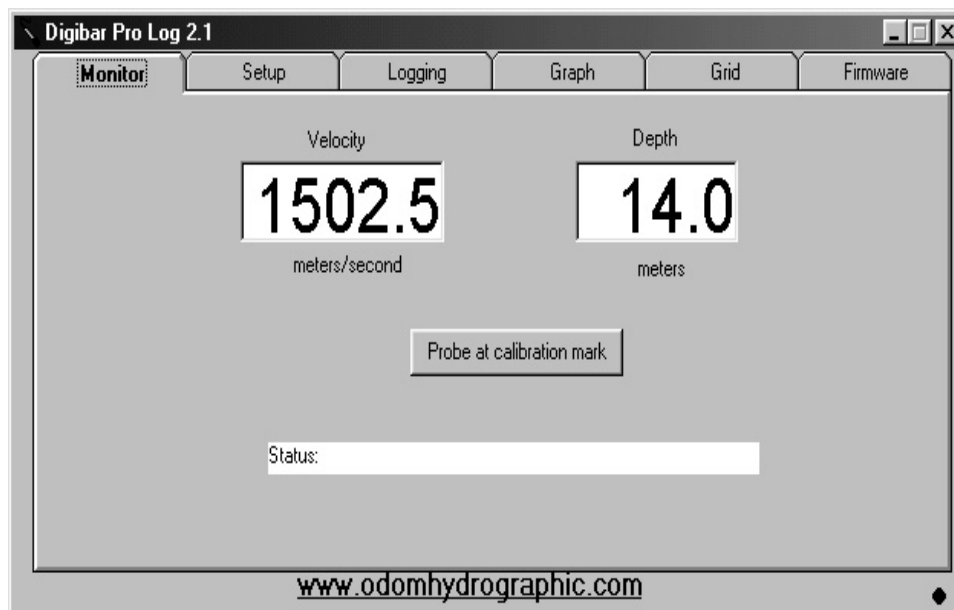 Digibar Pro Log 2.1
Monitor Setup Logging Graph Grid Firmware
Velocity Depth
1502.5 14.0
meters/second meters
Probe at calibration mark
Status:
www.odomhydrographic.com